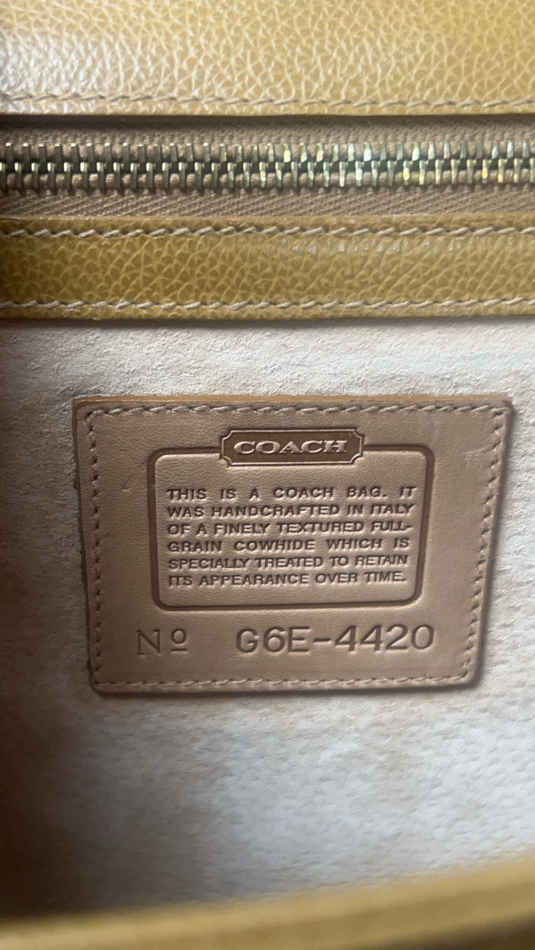 COACH
THIS IS A COACH BAG. IT
WAS HANDCRAFTED IN ITALY
OF A FINELY TEXTURED FULL-
GRAIN COWHIDE WHICH IS
SPECIALLY TREATED TO RETAIN
ITS APPEARANCE OVER TIME.
Nº G6E-4420